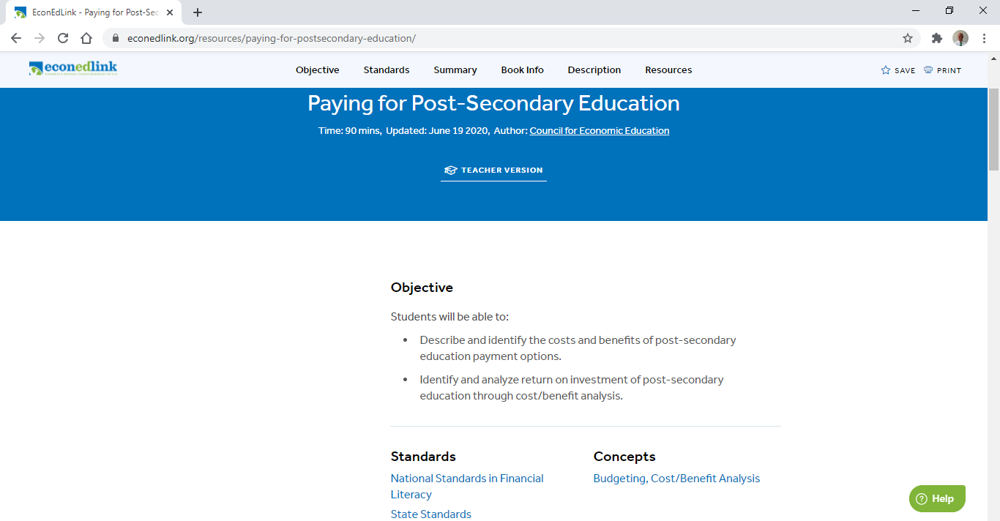 EconEdLink - Paying for Post-Sec
econedlink.org/resources/paying-for-postsecondary-education/
econedlink
Objective
Standards
Summary
Book Info
Description
Resources
SAVE
PRINT
Paying for Post-Secondary Education
Time: 90 mins, Updated: June 19 2020, Author: Council for Economic Education
TEACHER VERSION
Objective
Students will be able to:
• Describe and identify the costs and benefits of post-secondary
education payment options.
• Identify and analyze return on investment of post-secondary
education through cost/benefit analysis.
Standards
National Standards in Financial
Literacy
State Standards
Concepts
Budgeting, Cost/Benefit Analysis
Help